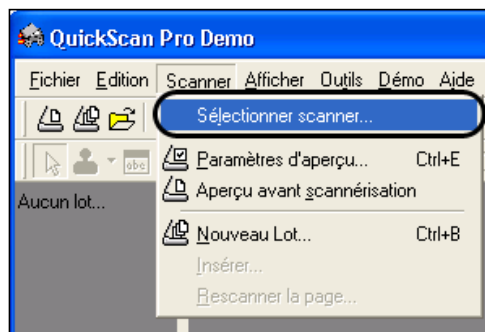 QuickScan Pro Demo
Fichier Edition Scanner Afficher Outils Démo Aide
Sélectionner scanner...
abc
Paramètres d'aperçu... Ctrl+E
Aperçu avant scannérisation
Aucun lot...
Nouveau Lot... Ctrl+B
Insérer...
Rescanner la page...